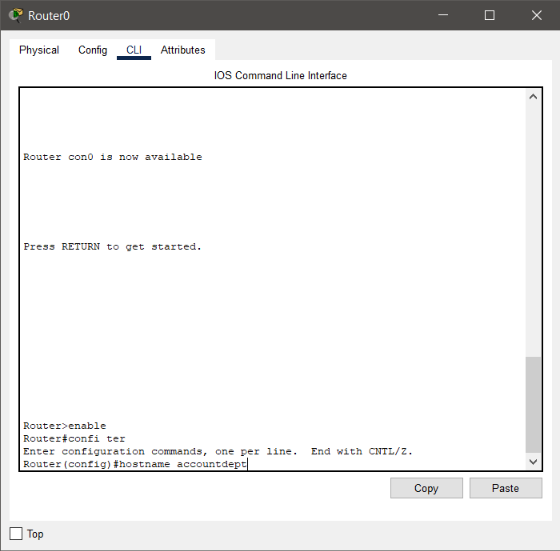 Router0
Physical Config CLI Attributes
IOS Command Line Interface
Router con0 is now available
Press RETURN to get started.
Router>enable
Router#confi ter
Enter configuration commands, one per line.  End with CNTL/Z.
Router(config)#hostname accountdept
Copy Paste
Top